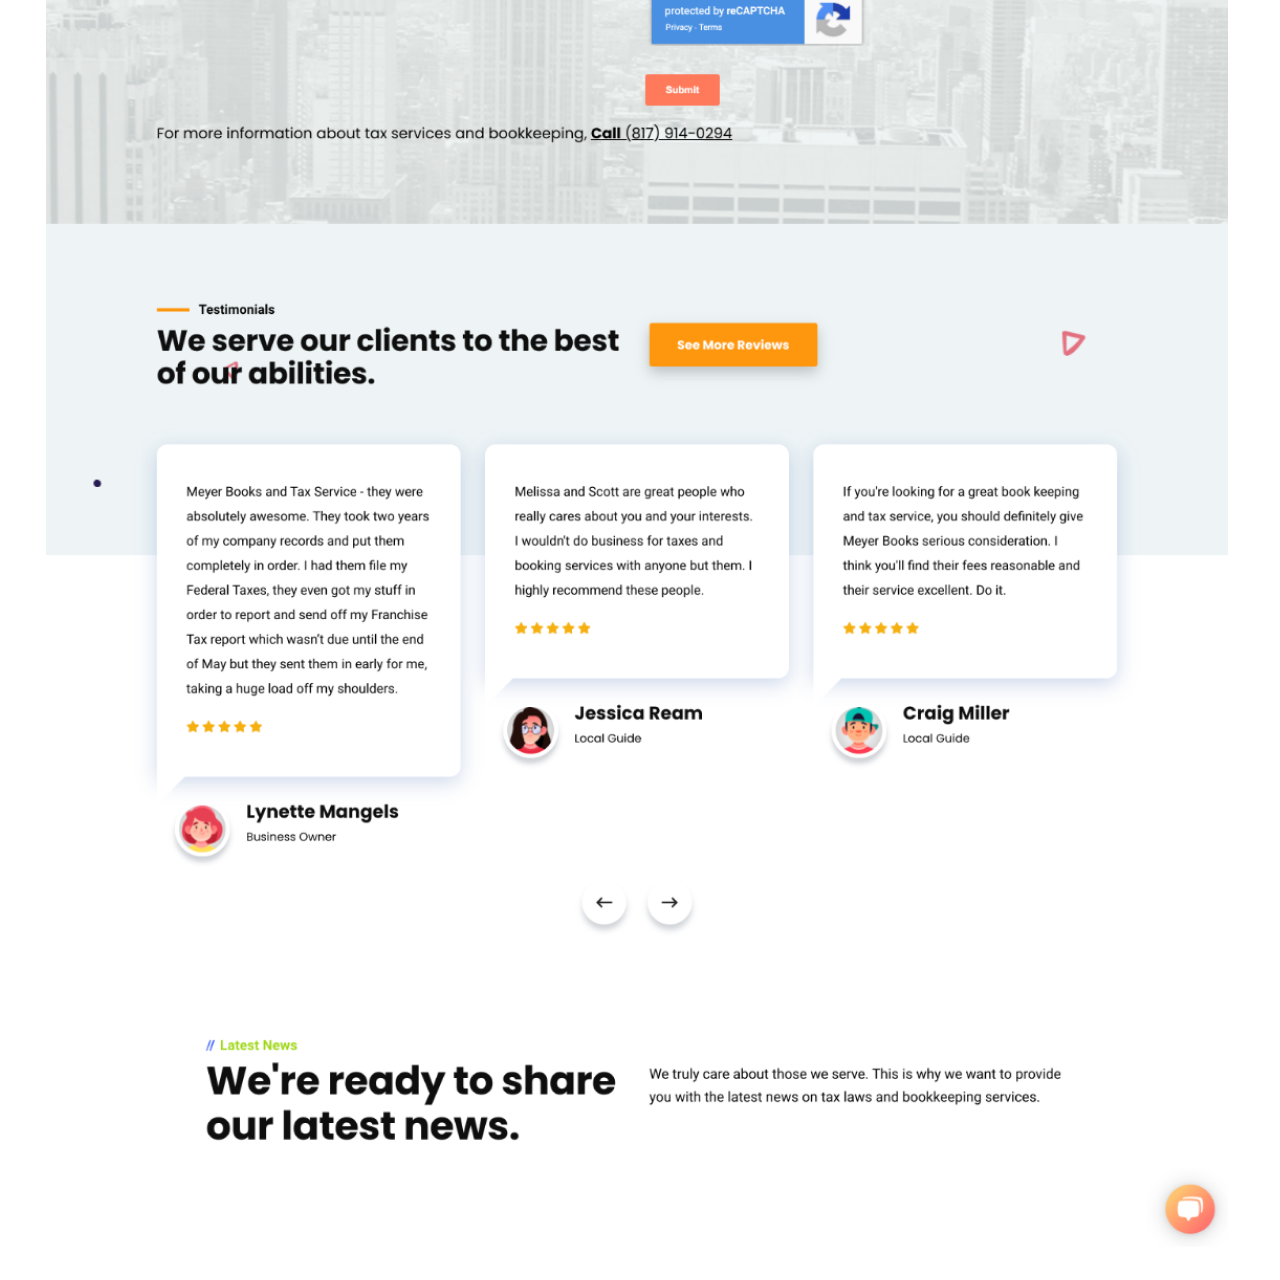 protected by reCAPTCHA
Privacy - Terms
Submit
For more information about tax services and bookkeeping, Call (817) 914-0294
Testimonials
We serve our clients to the best
of our abilities.
See More Reviews
Meyer Books and Tax Service - they were
absolutely awesome. They took two years
of my company records and put them
completely in order. I had them file my
Federal Taxes, they even got my stuff in
order to report and send off my Franchise
Tax report which wasn't due until the end
of May but they sent them in early for me,
taking a huge load off my shoulders.
Lynette Mangels
Business Owner
Melissa and Scott are great people who
really cares about you and your interests.
I wouldn't do business for taxes and
booking services with anyone but them. I
highly recommend these people.
Jessica Ream
Local Guide
If you're looking for a great book keeping
and tax service, you should definitely give
Meyer Books serious consideration. I
think you'll find their fees reasonable and
their service excellent. Do it.
Craig Miller
Local Guide
// Latest News
We're ready to share
our latest news.
We truly care about those we serve. This is why we want to provide
you with the latest news on tax laws and bookkeeping services.